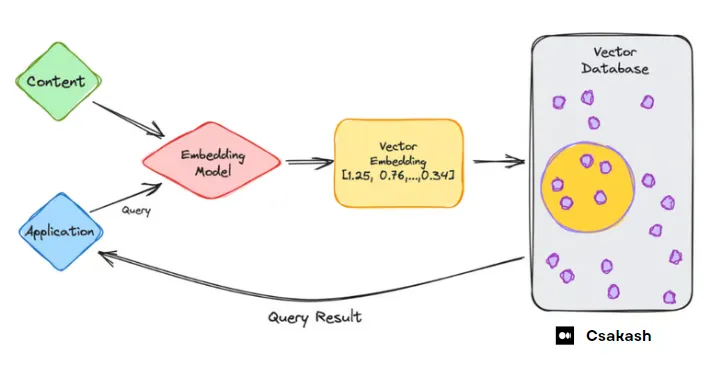 Content
Application
Query
Embedding
Model
Vector
Embedding
[1.25, 0.76,...,0.34]
Vector
Database
Query Result
Csakash